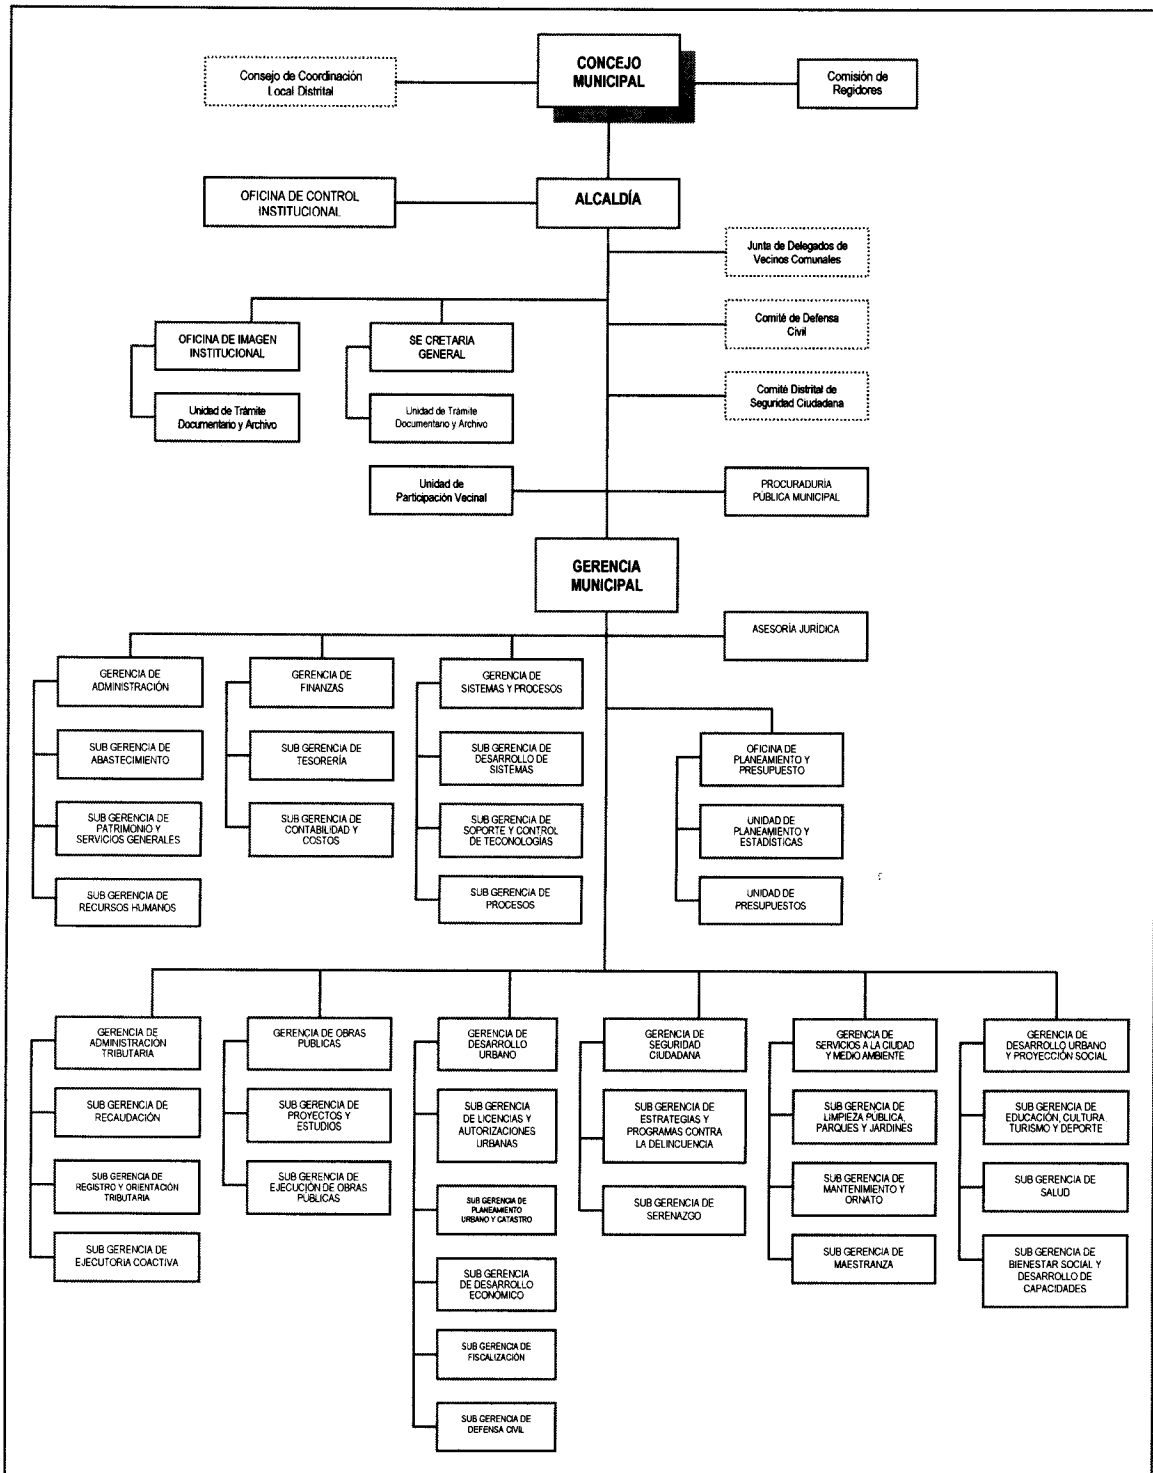 CONCEJO
MUNICIPAL
Consejo de Coordinación
Local Distrital
Comisión de
Regidores
OFICINA DE CONTROL
INSTITUCIONAL
ALCALDÍA
Junta de Delegados de
Vecinos Comunales
OFICINA DE IMAGEN
INSTITUCIONAL
SE CRETARIA
GENERAL
Comité de Defensa
Civil
Unidad de Trámite
Documentario y Archivo
Unidad de Trámite
Documentario y Archivo
Comité Distrital de
Seguridad Ciudadana
Unidad de
Participación Vecinal
PROCURADURÍA
PÚBLICA MUNICIPAL
GERENCIA
MUNICIPAL
ASESORÍA JURÍDICA
GERENCIA DE
ADMINISTRACIÓN
SUB GERENCIA DE
ABASTECIMIENTO
SUB GERENCIA DE
PATRIMONIO Y
SERVICIOS GENERALES
SUB GERENCIA DE
RECURSOS HUMANOS
GERENCIA DE
FINANZAS
SUB GERENCIA DE
TESORERÍA
SUB GERENCIA DE
CONTABILIDAD Y
COSTOS
GERENCIA DE
SISTEMAS Y PROCESOS
SUB GERENCIA DE
DESARROLLO DE
SISTEMAS
SUB GERENCIA DE
SOPORTE Y CONTROL
DE TECONOLOGÍAS
SUB GERENCIA DE
PROCESOS
OFICINA DE
PLANEAMIENTO Y
PRESUPUESTO
UNIDAD DE
PLANEAMIENTO Y
ESTADÍSTICAS
UNIDAD DE
PRESUPUESTOS
GERENCIA DE
ADMINISTRACIÓN
TRIBUTARIA
SUB GERENCIA DE
RECAUDACIÓN
SUB GERENCIA DE
REGISTRO Y ORIENTACIÓN
TRIBUTARIA
SUB GERENCIA DE
EJECUTORIA COACTIVA
GERENCIA DE OBRAS
PUBLICAS
SUB GERENCIA DE
PROYECTOS Y
ESTUDIOS
SUB GERENCIA DE
EJECUCIÓN DE OBRAS
PÚBLICAS
GERENCIA DE
DESARROLLO
URBANO
SUB GERENCIA
DE LICENCIAS Y
AUTORIZACIONES
URBANAS
SUB GERENCIA DE
PLANEAMIENTO
URBANO Y CATASTRO
SUB GERENCIA
DE DESARROLLO
ECONÓMICO
SUB GERENCIA DE
FISCALIZACIÓN
SUB GERENCIA DE
DEFENSA CIVIL
GERENCIA DE
SEGURIDAD
CIUDADANA
SUB GERENCIA DE
ESTRATEGIAS Y
PROGRAMAS CONTRA
LA DELINCUENCIA
SUB GERENCIA DE
SERENAZGO
GERENCIA DE
SERVICIOS A LA CIUDAD
Y MEDIO AMBIENTE
SUB GERENCIA DE
LIMPIEZA PÚBLICA,
PARQUES Y JARDINES
SUB GERENCIA DE
MANTENIMIENTO Y
ORNATO
SUB GERENCIA DE
MAESTRANZA
GERENCIA DE
DESARROLLO URBANO
Y PROYECCIÓN SOCIAL
SUB GERENCIA DE
EDUCACIÓN, CULTURA,
TURISMO Y DEPORTE
SUB GERENCIA DE
SALUD
SUB GERENCIA DE
BIENESTAR SOCIAL Y
DESARROLLO DE
CAPACIDADES